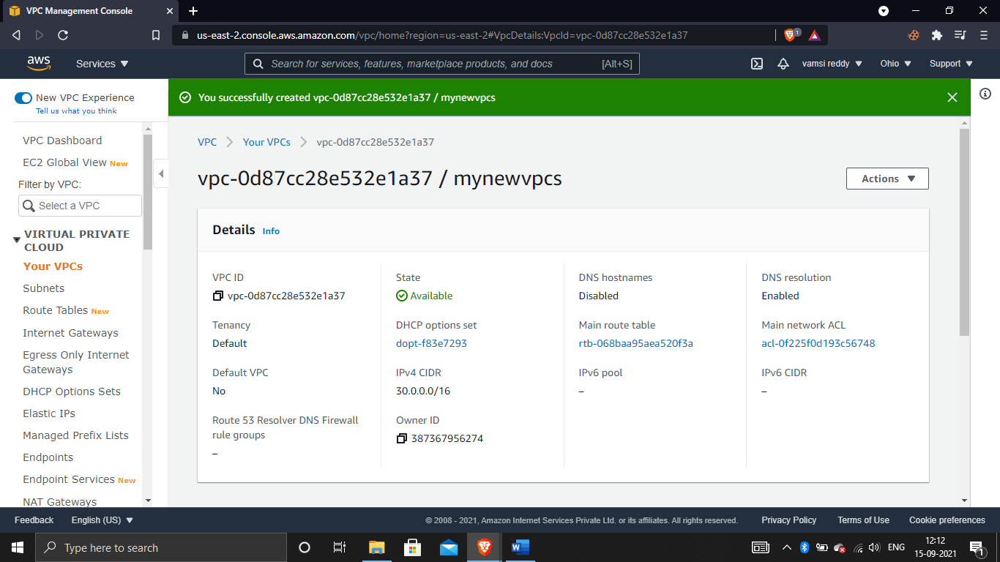 VPC Management Console
us-east-2.console.aws.amazon.com/vpc/home?region=us-east-2#VpcDetails:VpcId=vpc-0d87cc28e532e1a37
1
aws
Services
Search for services, features, marketplace products, and docs
[Alt+S]
vamsi reddy
Ohio
Support
New VPC Experience
Tell us what you think
You successfully created vpc-0d87cc28e532e1a37 / mynewvpcs
VPC Dashboard
EC2 Global View New
Filter by VPC:
Select a VPC
VIRTUAL PRIVATE
CLOUD
Your VPCs
Subnets
Route Tables New
Internet Gateways
Egress Only Internet
Gateways
DHCP Options Sets
Elastic IPs
Managed Prefix Lists
Endpoints
Endpoint Services New
NAT Gateways
VPC
Your VPCs
vpc-0d87cc28e532e1a37
vpc-0d87cc28e532e1a37 / mynewvpcs
Actions
Details Info
VPC ID
vpc-0d87cc28e532e1a37
State
Available
DNS hostnames
Disabled
DNS resolution
Enabled
Tenancy
Default
DHCP options set
dopt-f83e7293
Main route table
rtb-068baa95aea520f3a
Main network ACL
acl-0f225f0d193c56748
Default VPC
No
IPv4 CIDR
30.0.0.0/16
IPv6 pool
–
IPv6 CIDR
–
Route 53 Resolver DNS Firewall
rule groups
–
Owner ID
387367956274
Feedback
English (US)
© 2008 - 2021, Amazon Internet Services Private Ltd. or its affiliates. All rights reserved.
Privacy Policy
Terms of Use
Cookie preferences
Type here to search
W
ENG
12:12
15-09-2021
1